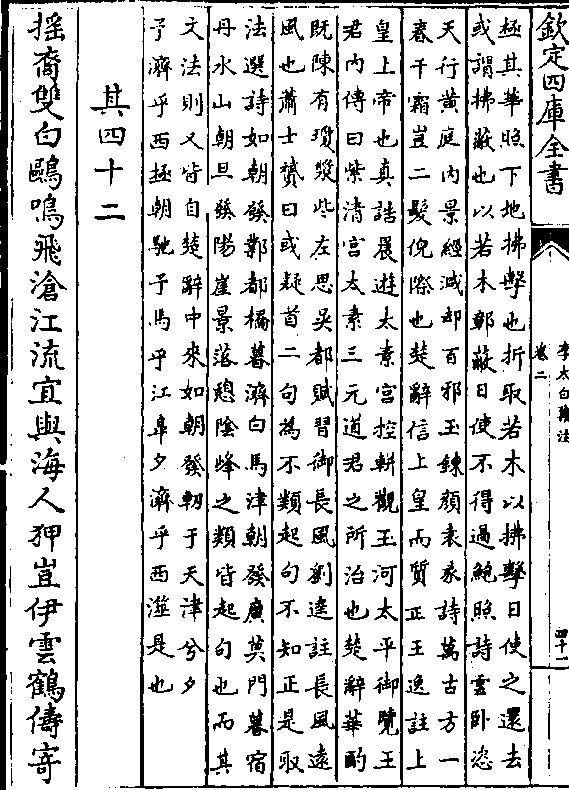 欽定四庫全書
李太白集注
卷二
四十一
極其華照下地拂擊也折取若木以拂擊日使之還去
或謂拂蔽也以若木鄣蔽日使不得過鮑照詩雲卧恣
天行黄庭内景經減却百邪玉鍊顔袁彖詩萬古方一
春千霜豈二髮倪際也楚辭信上皇而質正王逸註上
皇上帝也真誥晨遊太素宮控軿觀玉河太平御覽王
君内傳曰紫清宮太素三元道君之所治也楚辭華酌
既陳有瓊漿些左思吳都賦習御長風劉逵註長風遠
風也蕭士贇曰或疑首二句為不類起句不知正是取
法選詩如朝發鄴都橋暮濟白馬津朝發廣莫門暮宿
丹水山朝旦發陽崖景落憩陰峰之類皆起句也而其
文法則又皆自楚辭中來如朝發軔于天津兮夕
予濟乎西極朝馳予馬乎江皋夕濟乎西澨是也
其四十二
揺裔雙白鷗鳴飛滄江流宜與海人狎豈伊雲鶴儔寄